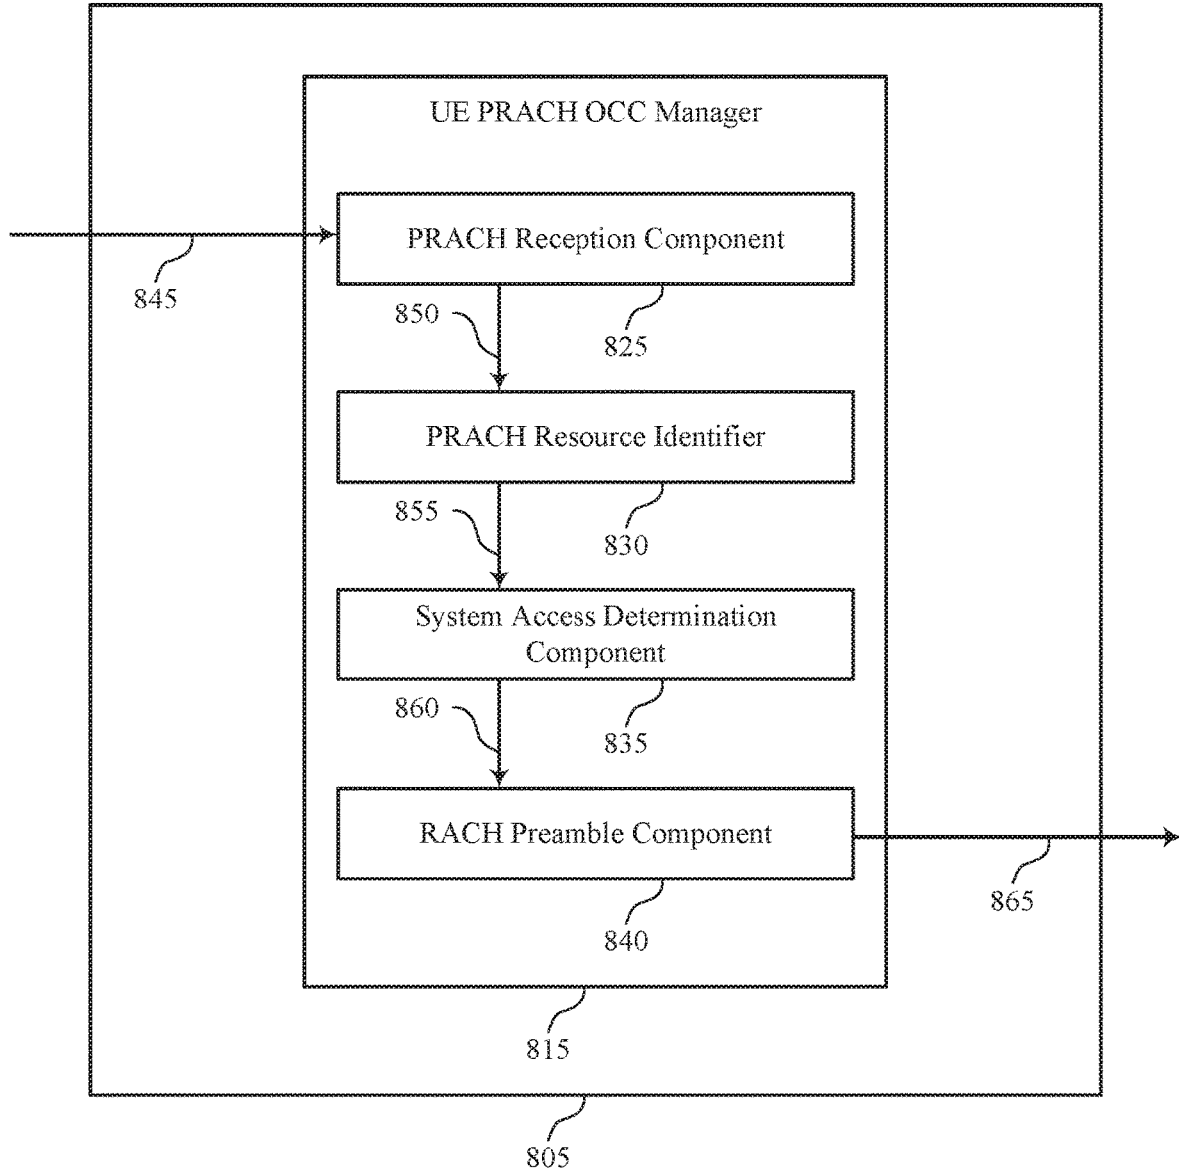 UE PRACH OCC Manager
PRACH Reception Component
845
850
825
PRACH Resource Identifier
855
830
System Access Determination
Component
860
835
RACH Preamble Component
865
840
815
805